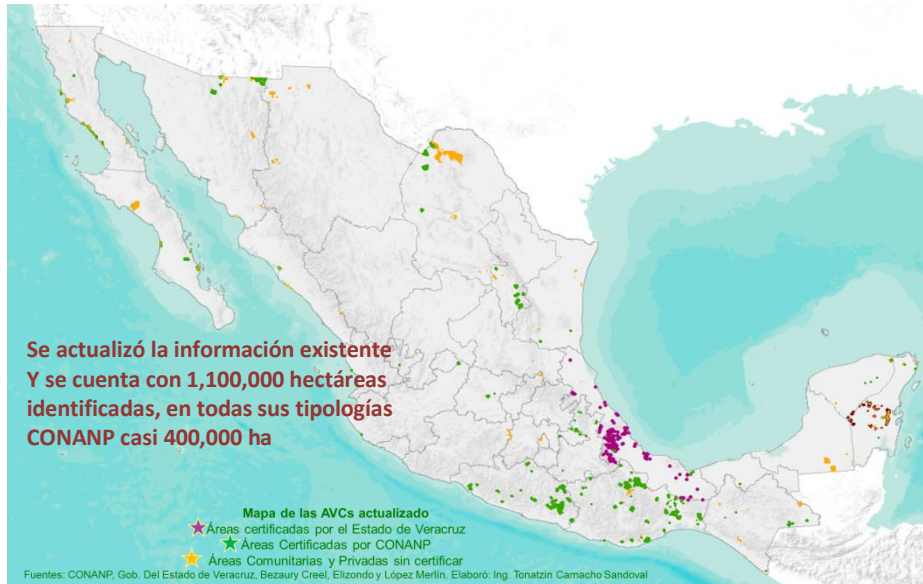 Se actualizó la información existente
Y se cuenta con 1,100,000 hectáreas
identificadas, en todas sus tipologías
CONANP casi 400,000 ha
Mapa de las AVCs actualizado
Áreas certificadas por el Estado de Veracruz
Áreas Certificadas por CONANP
Áreas Comunitarias y Privadas sin certificar
Fuentes: CONANP, Gob. Del Estado de Veracruz, Bezaury Creel, Elizondo y López Merlín. Elaboró: Ing. Tonatzin Camacho Sandoval